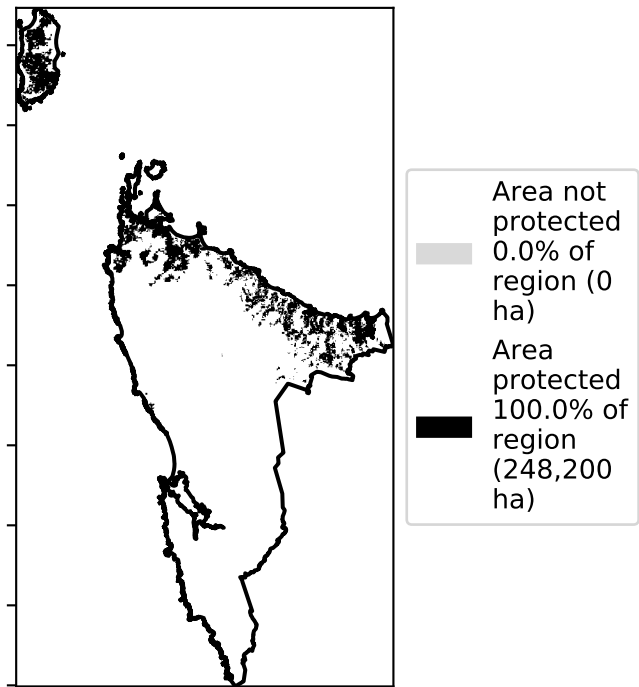 Area not
protected
0.0% of
region (0
ha)
Area
protected
100.0% of
region
(248,200
ha)